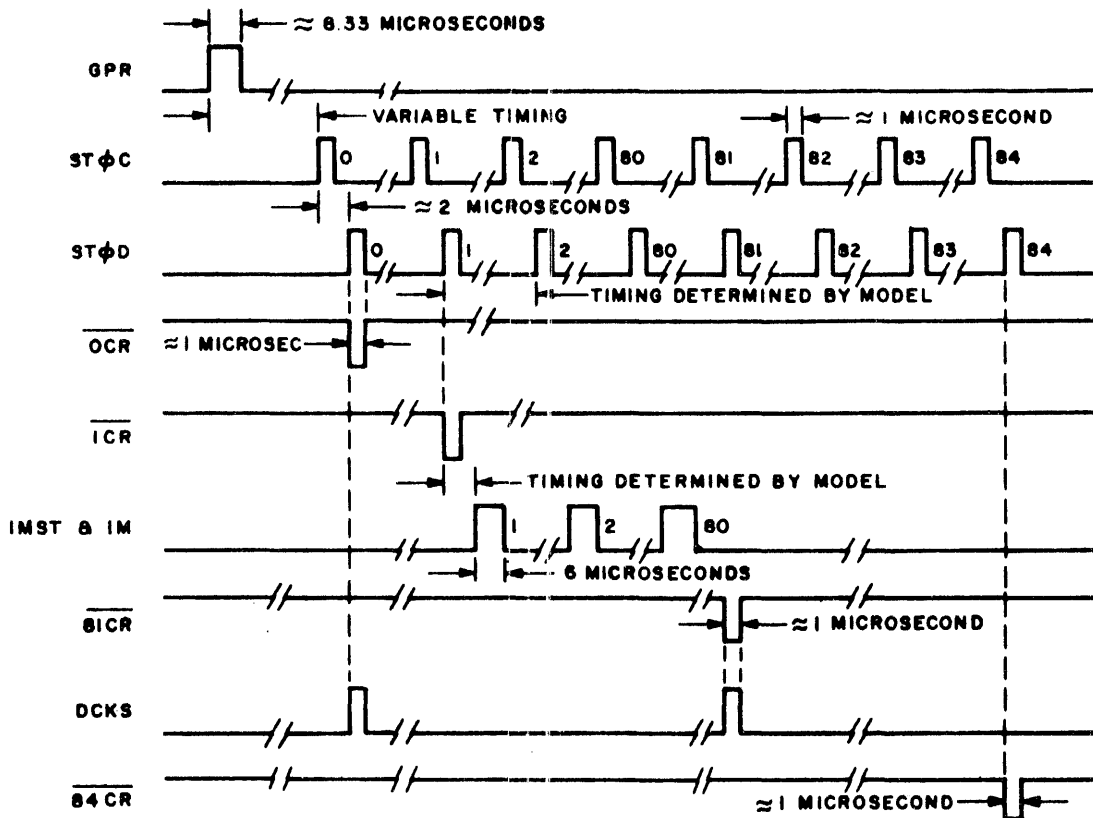 ≈ 8.33 MICROSECONDS
GPR
VARIABLE TIMING
≈ 1 MICROSECOND
STϕC
0 1 2 80 81 82 83 84
≈ 2 MICROSECONDS
STϕD
0 1 2 80 81 82 83 84
TIMING DETERMINED BY MODEL
OCR
≈ 1 MICROSEC
1CR
TIMING DETERMINED BY MODEL
IMST & IM
1 2 80
6 MICROSECONDS
81CR
≈ 1 MICROSECOND
DCKS
84CR
≈ 1 MICROSECOND